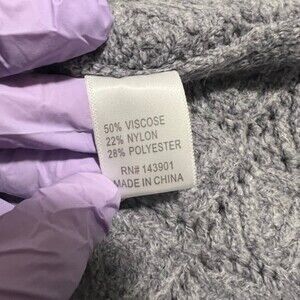 50% VISCOSE
22% NYLON
28% POLYESTER
RN# 143901
MADE IN CHINA